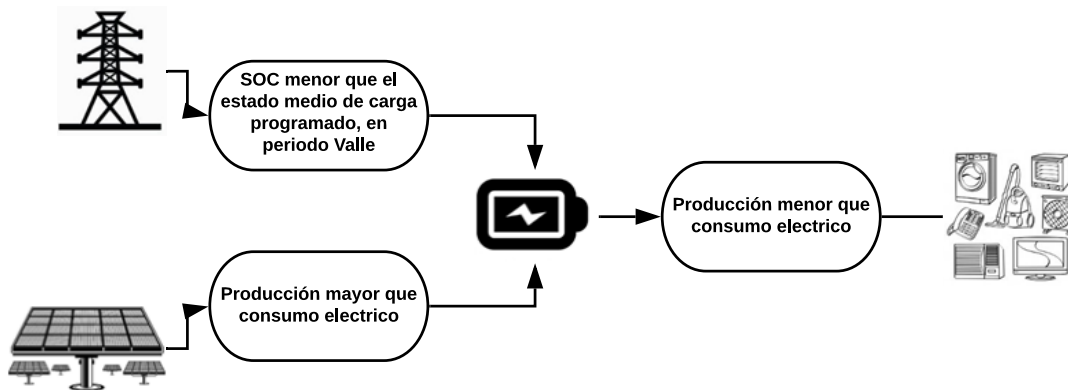 SOC menor que el
estado medio de carga
programado, en
periodo Valle
Producción menor que
consumo electrico
Producción mayor que
consumo electrico